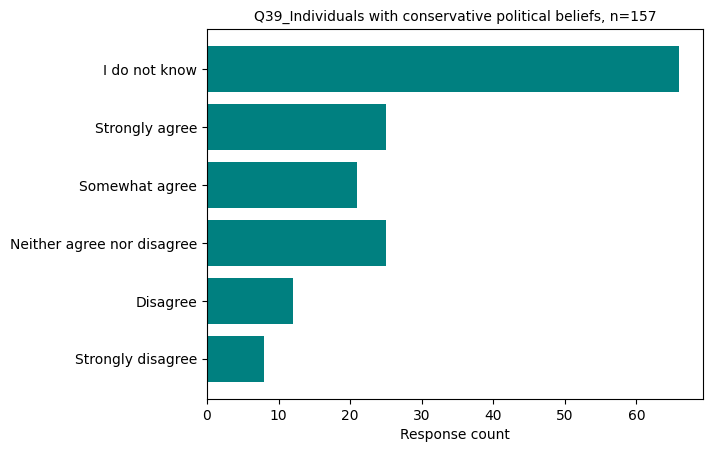 Q39_Individuals with conservative political beliefs, n=157
I do not know
Strongly agree
Somewhat agree
Neither agree nor disagree
Disagree
Strongly disagree
0 10 20 30 40 50 60
Response count